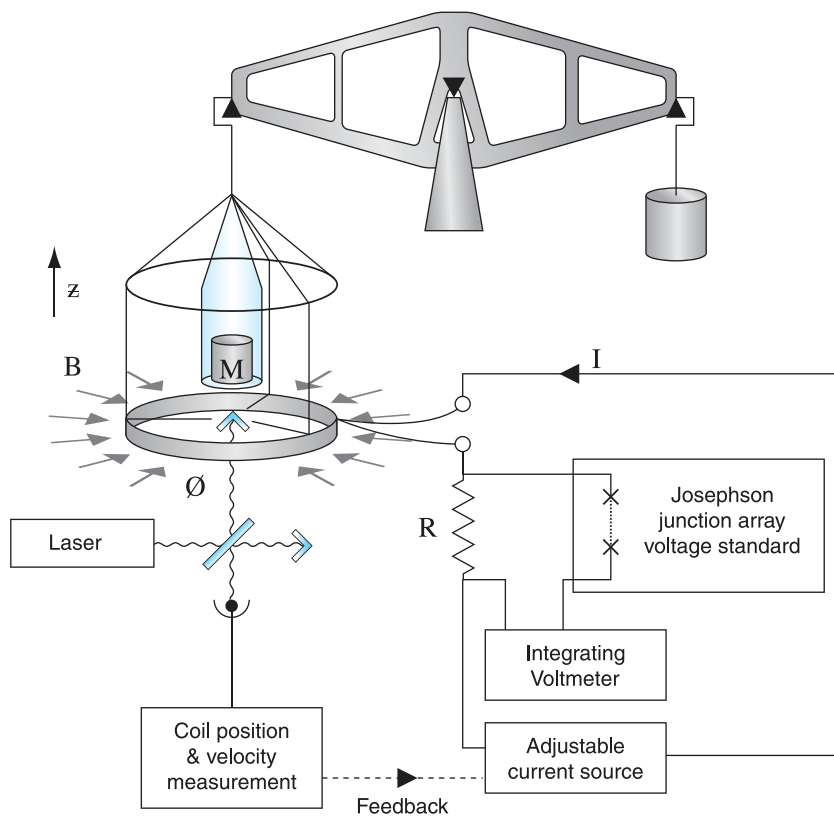 z
B
M
I
Ø
Laser
R
Josephson
junction array
voltage standard
Integrating
Voltmeter
Coil position
& velocity
measurement
Adjustable
current source
Feedback